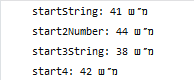 startString: 41 מ"ש
start2Number: 44 מ"ש
start3String: 38 מ"ש
start4: 42 מ"ש